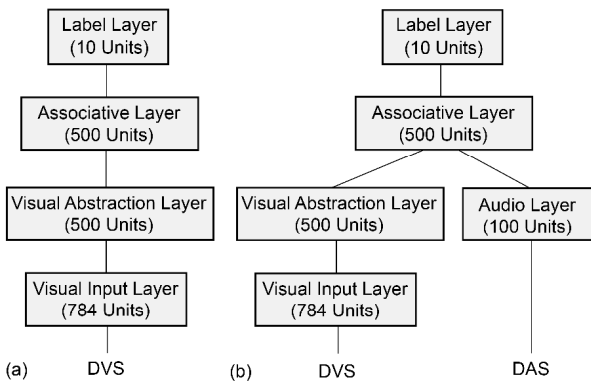 Label Layer
(10 Units)
Associative Layer
(500 Units)
Visual Abstraction Layer
(500 Units)
Visual Input Layer
(784 Units)
(a)
DVS
Label Layer
(10 Units)
Associative Layer
(500 Units)
Visual Abstraction Layer
(500 Units)
Audio Layer
(100 Units)
Visual Input Layer
(784 Units)
(b)
DVS
DAS